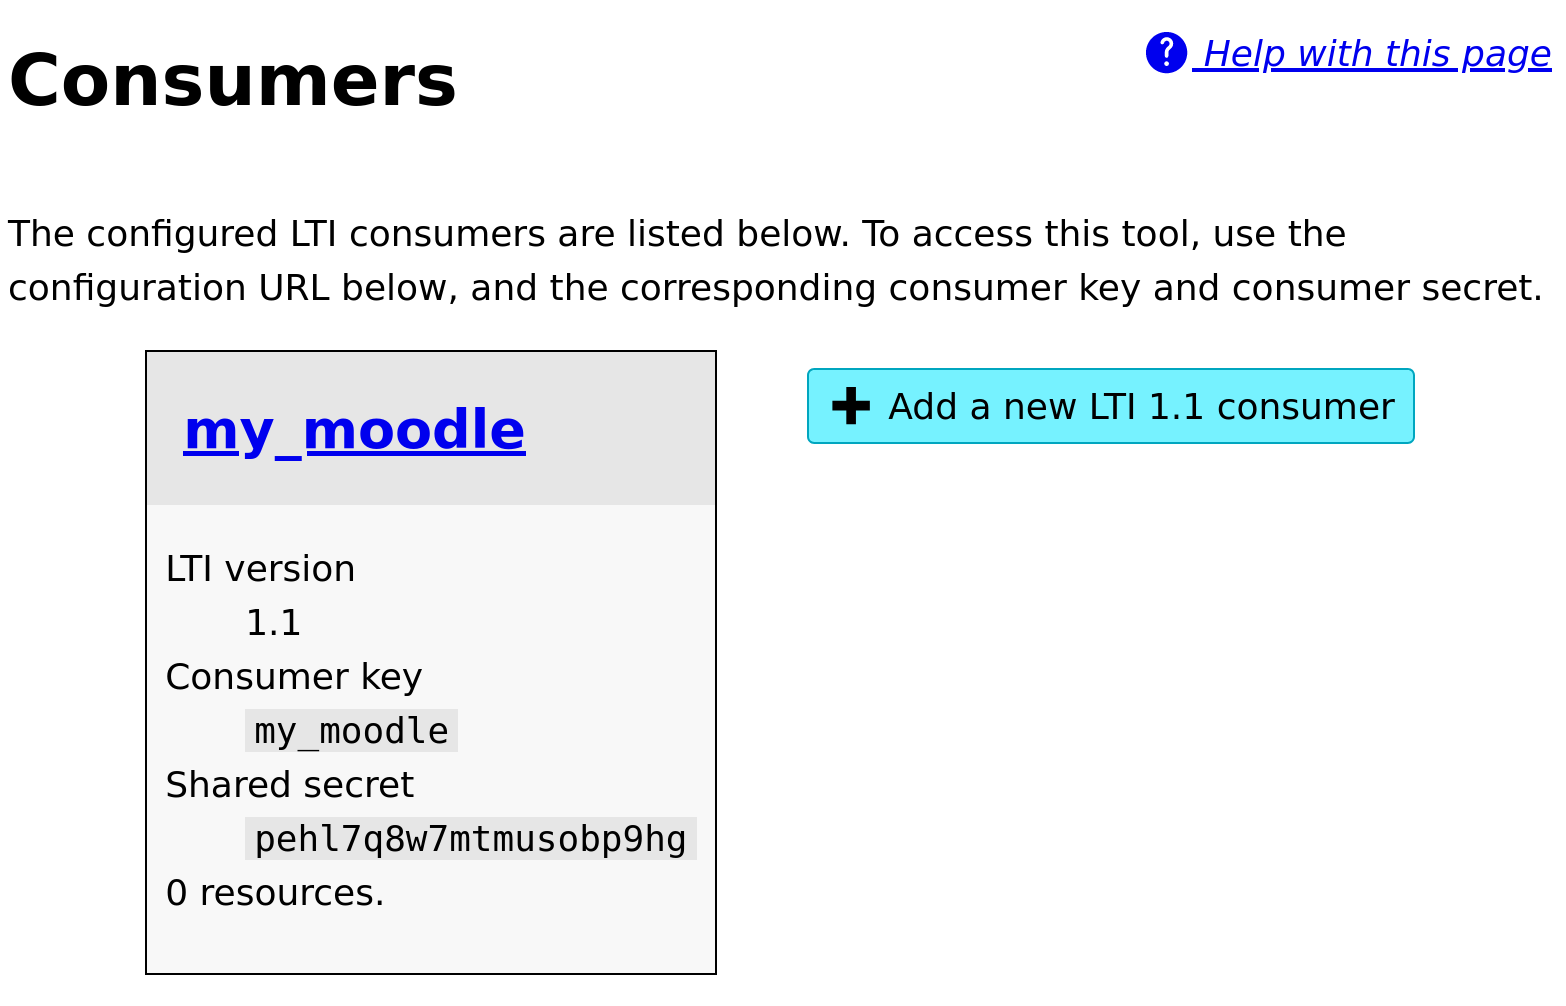 Consumers
Help with this page
The configured LTI consumers are listed below. To access this tool, use the
configuration URL below, and the corresponding consumer key and consumer secret.
my_moodle
Add a new LTI 1.1 consumer
LTI version
1.1
Consumer key
my_moodle
Shared secret
pehl7q8w7mtmusobp9hg
0 resources.